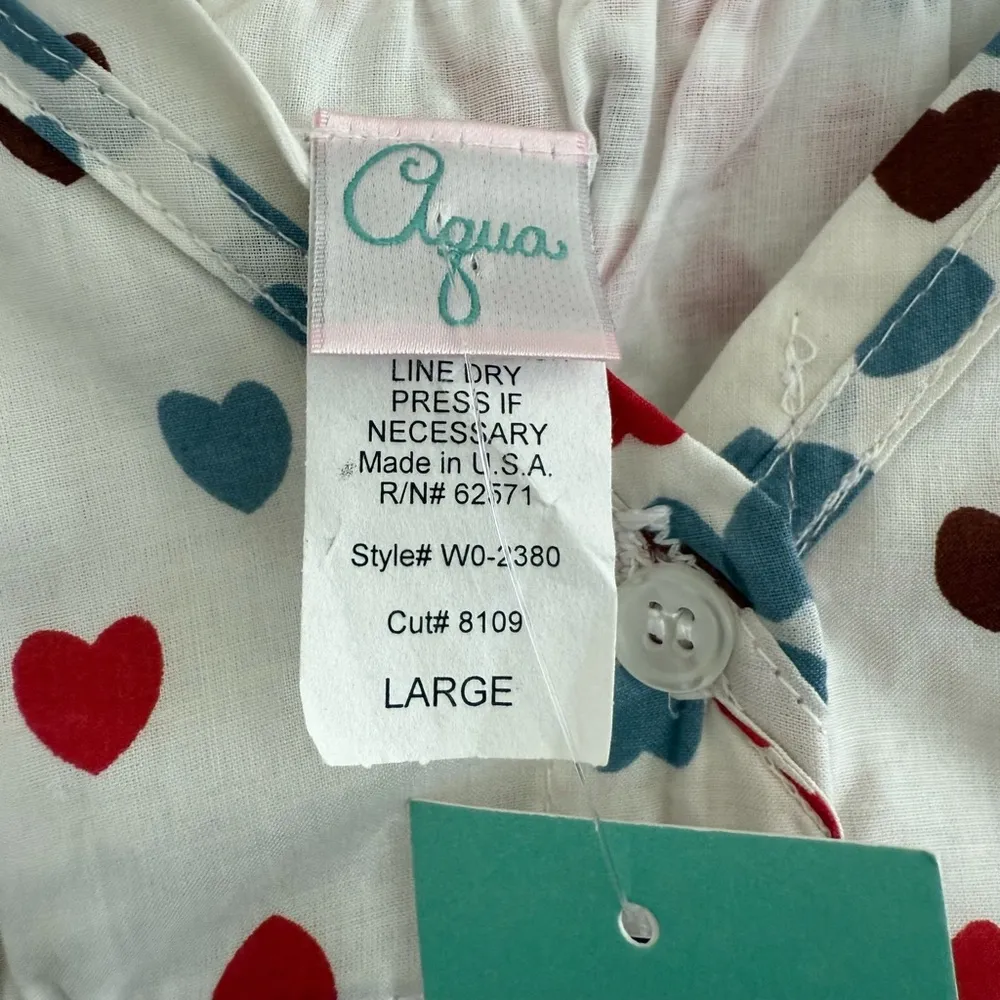 Aqua
LINE DRY
PRESS IF
NECESSARY
Made in U.S.A.
R/N# 62571
Style# W0-2380
Cut# 8109
LARGE